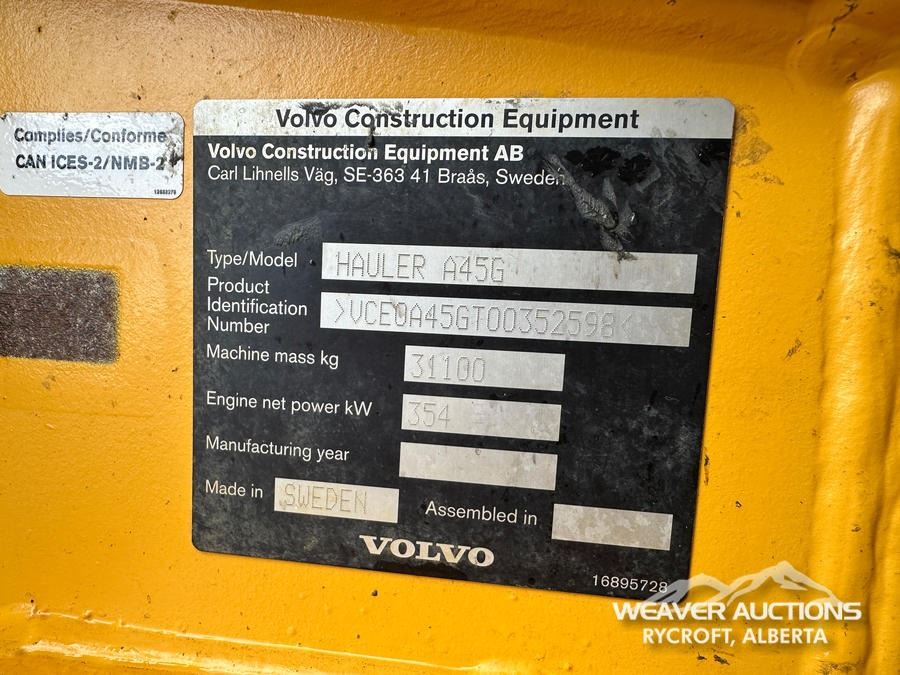 Complies/Conforme
CAN ICES-2/NMB-2
Volvo Construction Equipment
Volvo Construction Equipment AB
Carl Lihnells Väg, SE-363 41 Braås, Sweden
Type/Model HAULER A45G
Product
Identification
Number >VCE0A45GT00352598<
Machine mass kg 31100
Engine net power kW 354
Manufacturing year
Made in SWEDEN
Assembled in
VOLVO
16895728
WEAVER AUCTIONS
RYCROFT, ALBERTA